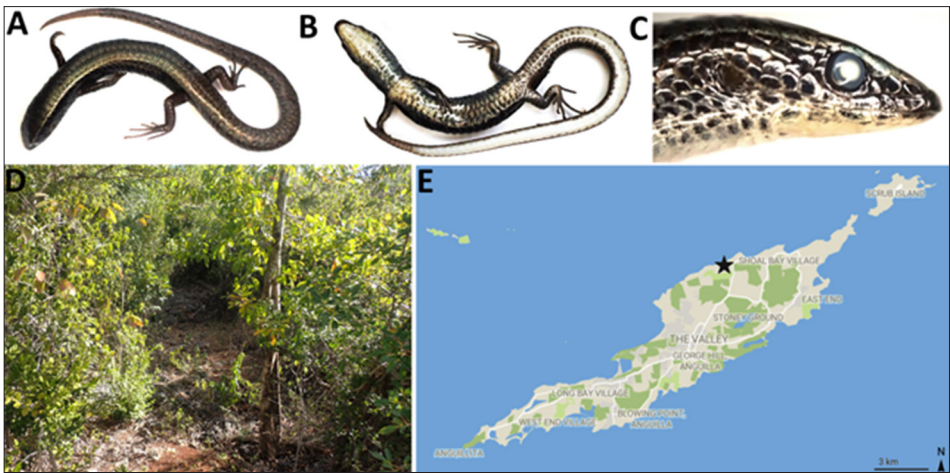 A
B
C
D
E
SCRUB ISLAND
SHOAL BAY VILLAGE
EAST END
STONEY GROUND
THE VALLEY
GEORGE HILL
ANGUILLA
LONG BAY VILLAGE
BLOWING POINT,
ANGUILLA
WEST END VILLAGE
ANGUILLITA
3 km
N